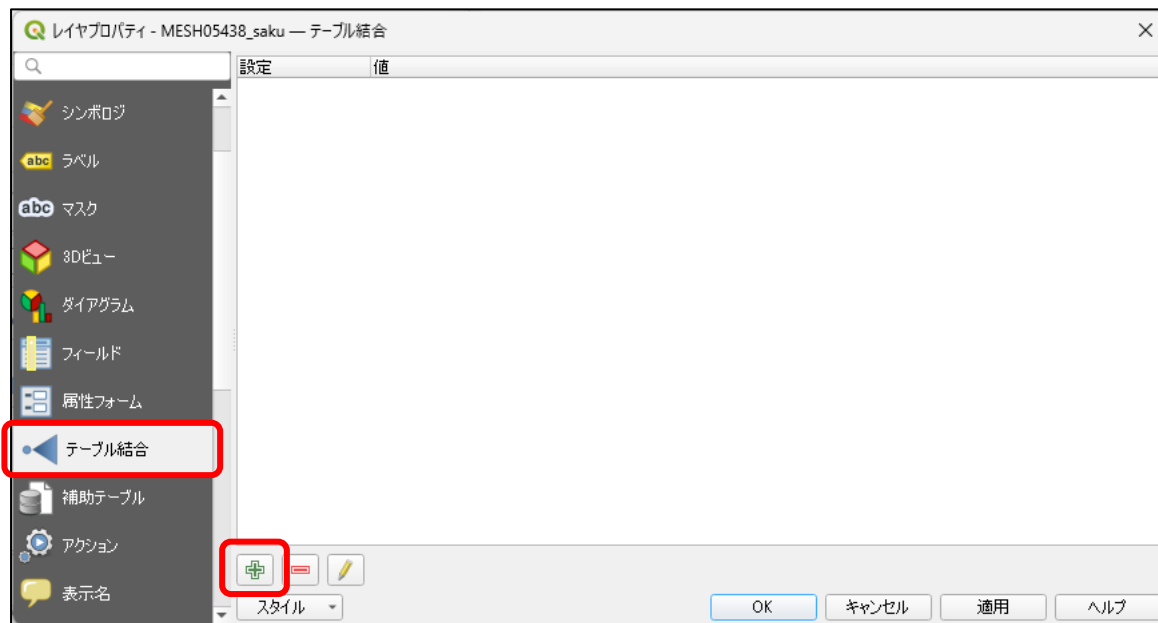 レイヤプロパティ - MESH05438_saku — テーブル結合
設定 値
シンボロジ
abc ラベル
abc マスク
3Dビュー
ダイアグラム
フィールド
属性フォーム
テーブル結合
補助テーブル
アクション
表示名
スタイル
OK キャンセル 適用 ヘルプ